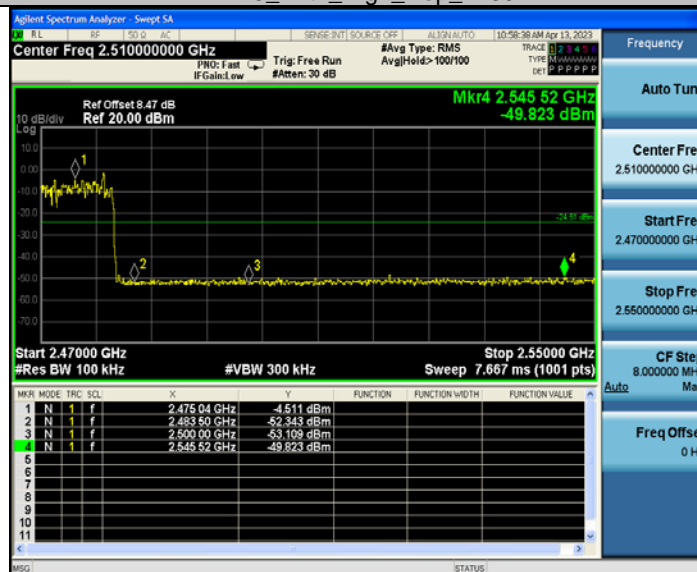 Agilent Spectrum Analyzer - Swept SA
RL RF 50 Ω AC SENSE:INT SOURCE OFF ALIGN AUTO 10:58:38 AM Apr 13, 2023
Center Freq 2.510000000 GHz
PNO: Fast
IFGain:Low
Trig: Free Run
#Atten: 30 dB
#Avg Type: RMS
Avg|Hold:>100/100
TRACE 1 2 3 4 5 6
TYPE
DET P P P P P P
Ref Offset 8.47 dB
Ref 20.00 dBm
10 dB/div
Log
Mkr4 2.545 52 GHz
-49.823 dBm
10.0
0.00
-10.0
-20.0
-30.0
-40.0
-50.0
-60.0
-70.0
1
2
3
4
-24.51 dBm
Start 2.47000 GHz
Stop 2.55000 GHz
#Res BW 100 kHz
#VBW 300 kHz
Sweep 7.667 ms (1001 pts)
MKR MODE TRC SCL X Y FUNCTION FUNCTION WIDTH FUNCTION VALUE
1 N 1 f 2.475 04 GHz -4.511 dBm
2 N 1 f 2.483 50 GHz -52.343 dBm
3 N 1 f 2.500 00 GHz -53.109 dBm
4 N 1 f 2.545 52 GHz -49.823 dBm
5
6
7
8
9
10
11
MSG
STATUS
Frequency
Auto Tun
Center Fre
2.510000000 GH
Start Fre
2.470000000 GH
Stop Fre
2.550000000 GH
CF Ste
8.000000 MH
Auto Ma
Freq Offse
0 H